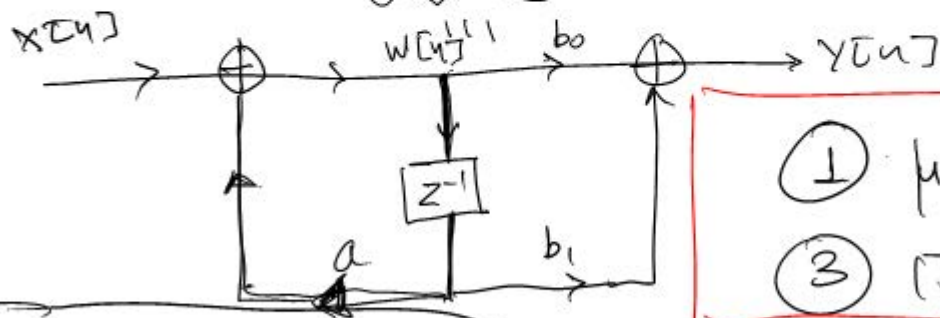 x[n] w[n] b0 y[n]
① μ
z⁻¹
a b1
③